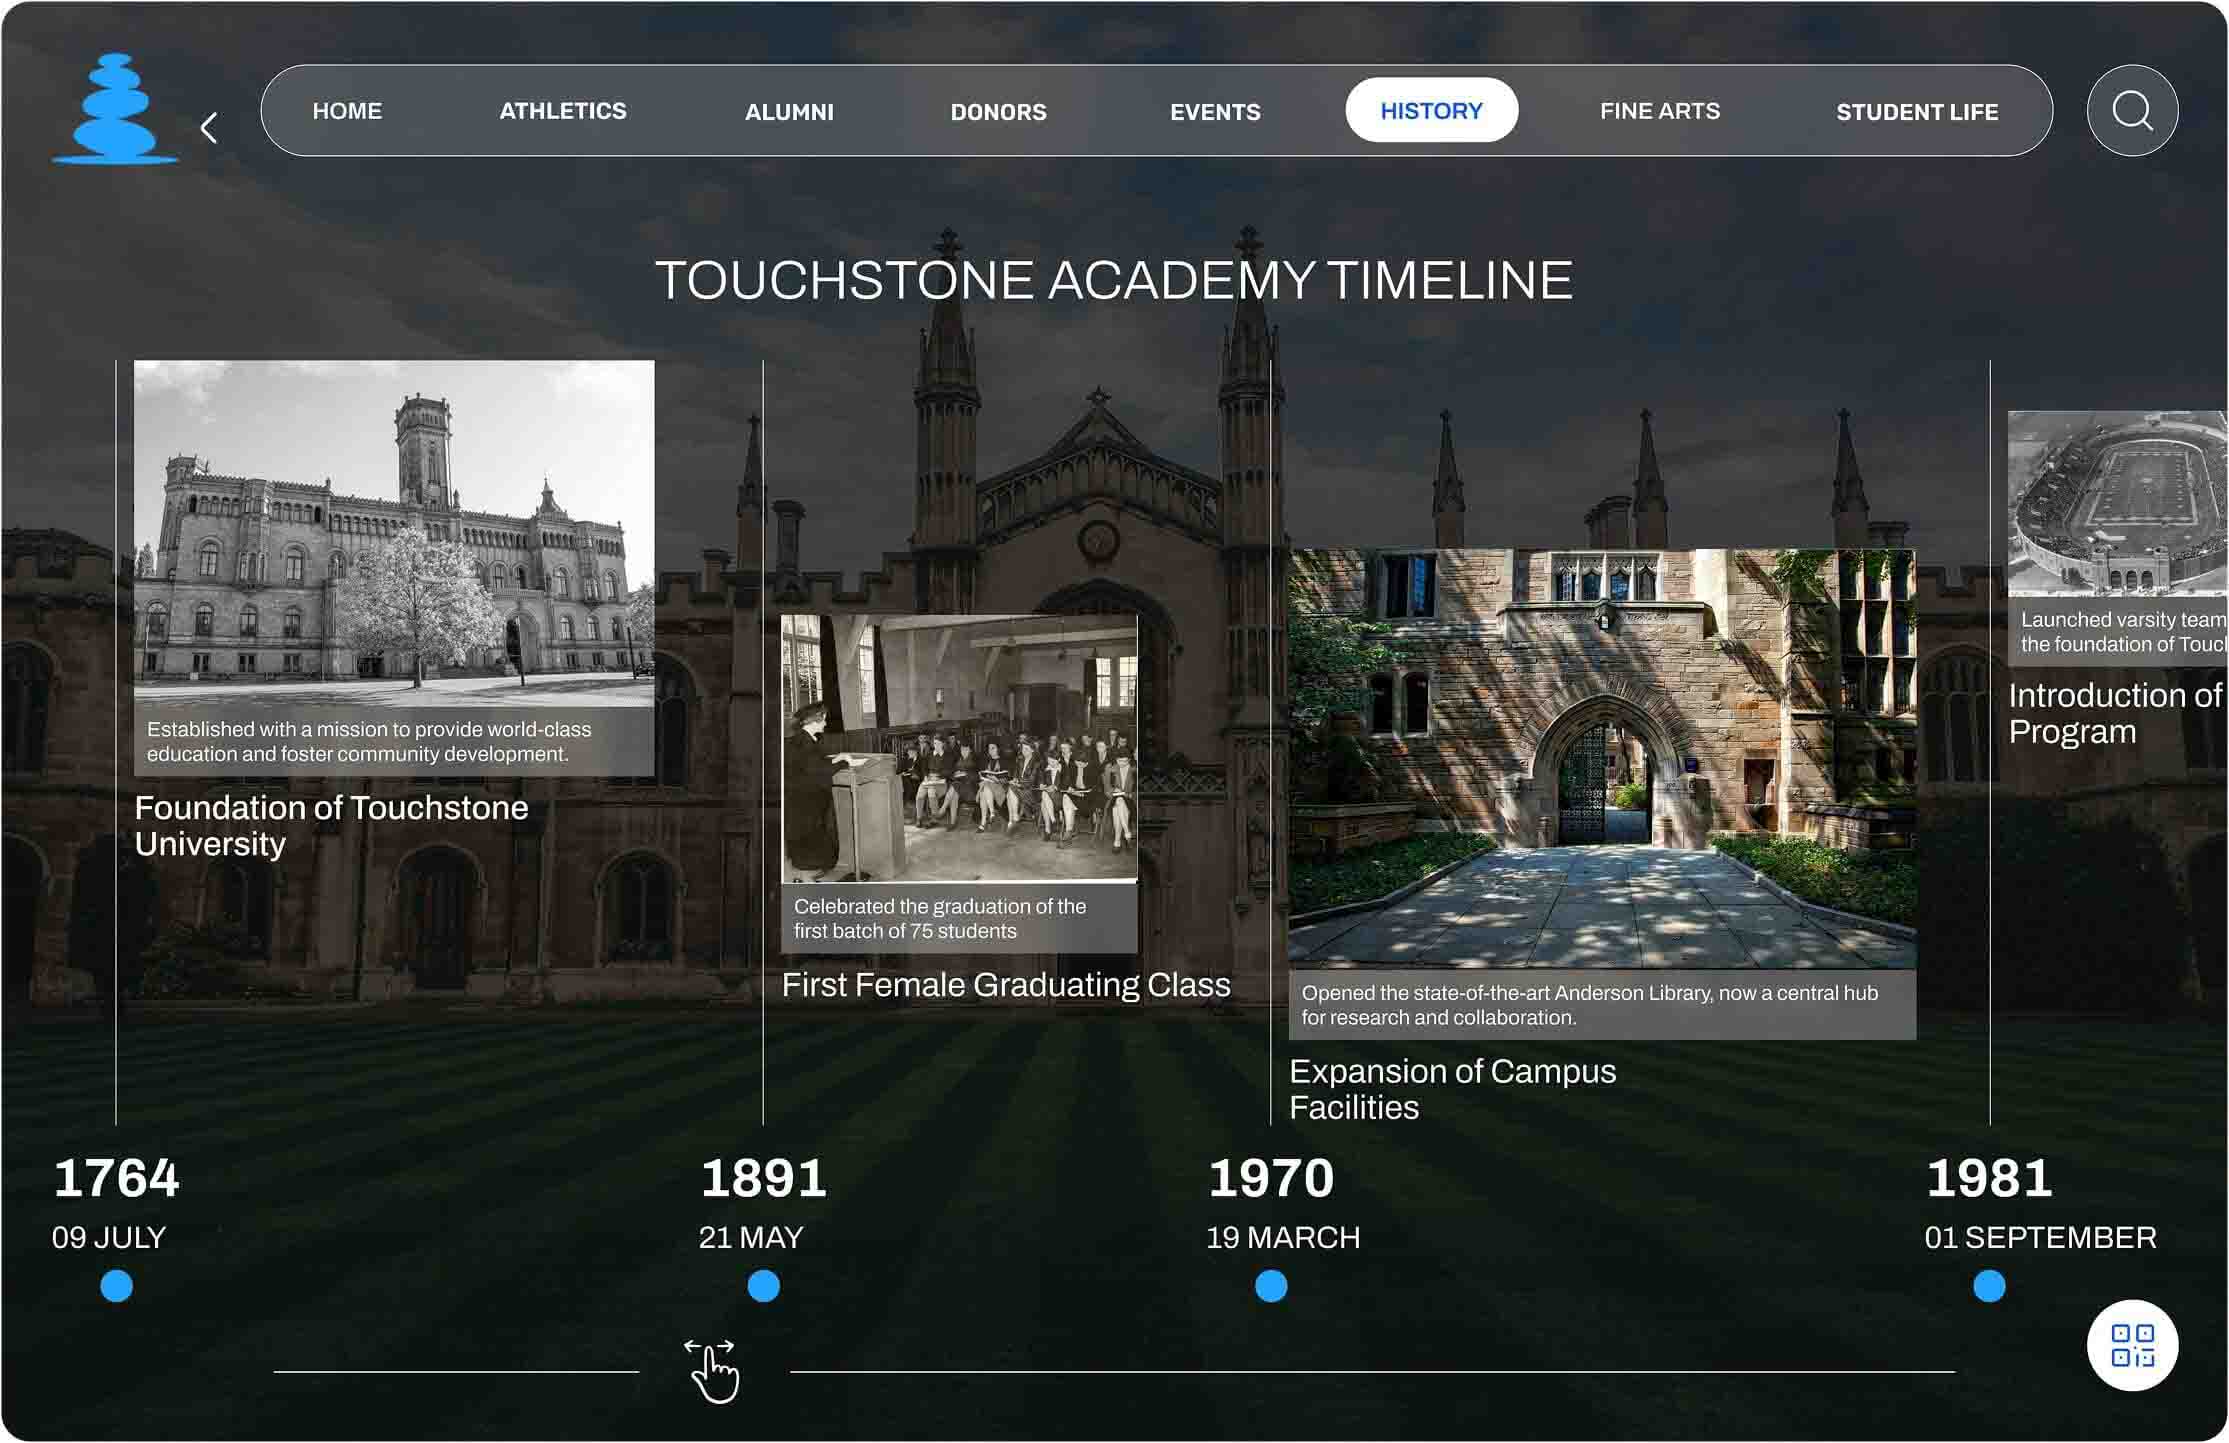 HOME
ATHLETICS
ALUMNI
DONORS
EVENTS
HISTORY
FINE ARTS
STUDENT LIFE
TOUCHSTONE ACADEMY TIMELINE
Established with a mission to provide world-class
education and foster community development.
Foundation of Touchstone
University
1764
09 JULY
Celebrated the graduation of the
first batch of 75 students
First Female Graduating Class
1891
21 MAY
Opened the state-of-the-art Anderson Library, now a central hub
for research and collaboration.
Expansion of Campus
Facilities
1970
19 MARCH
Launched varsity team
the foundation of
Introduction of
Program
1981
01 SEPTEMBER